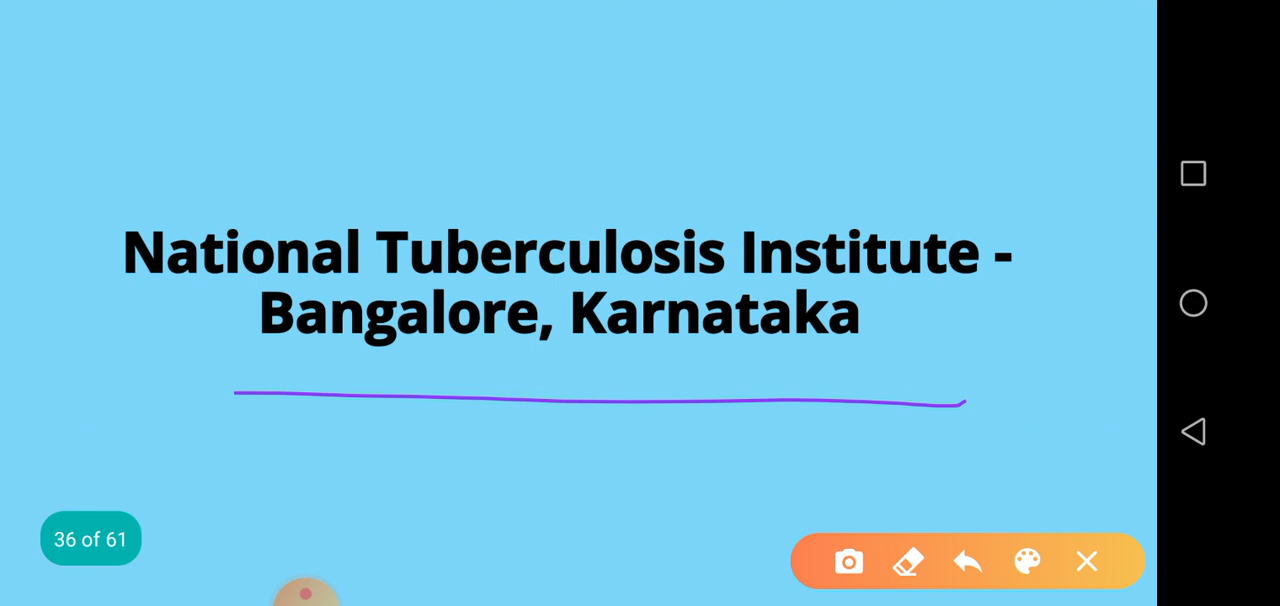 National Tuberculosis Institute -
Bangalore, Karnataka
36 of 61